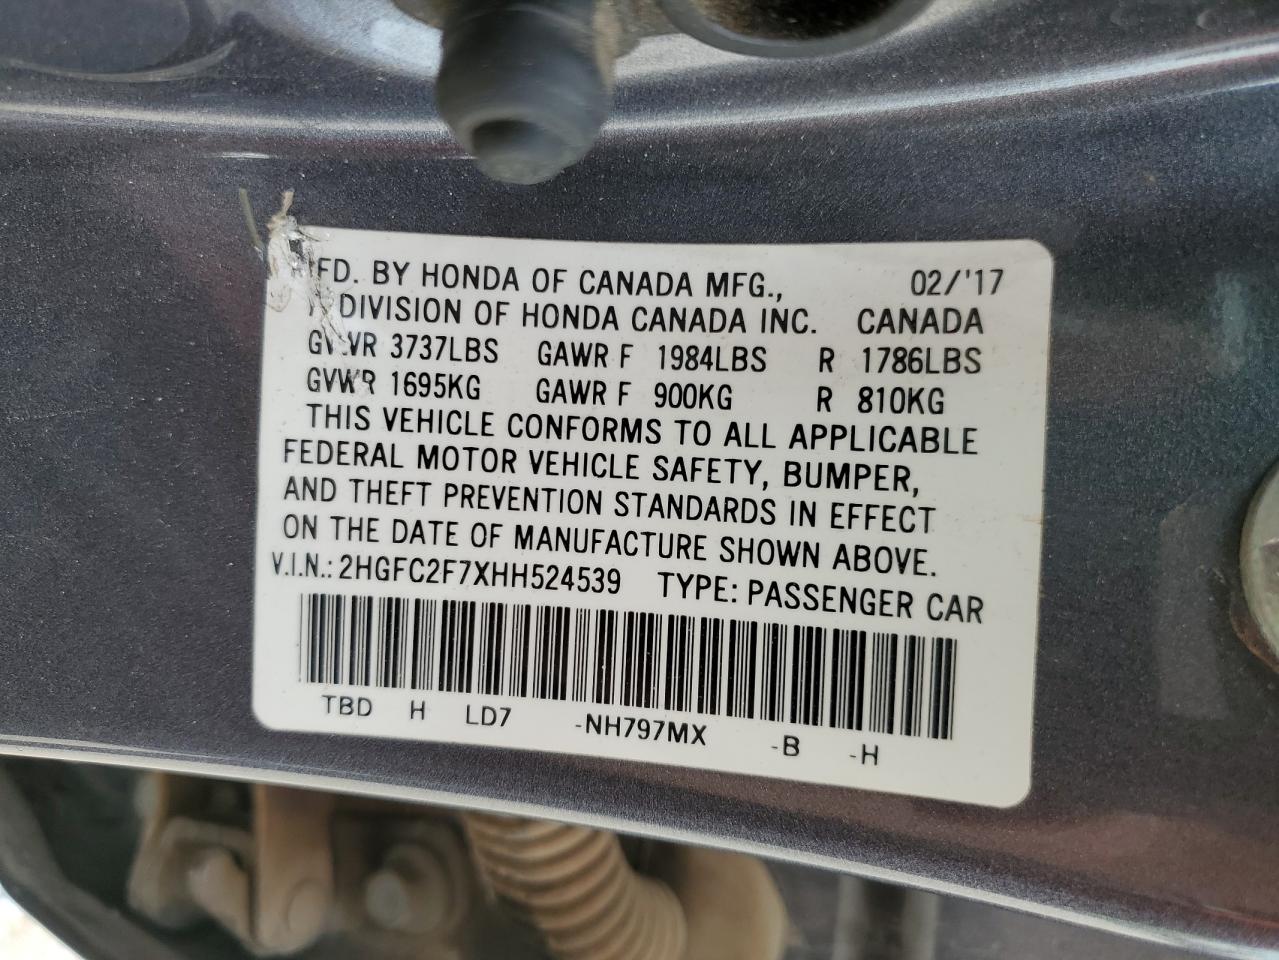 MFD. BY HONDA OF CANADA MFG., 02/'17
A DIVISION OF HONDA CANADA INC. CANADA
GVWR 3737LBS GAWR F 1984LBS R 1786LBS
GVWR 1695KG GAWR F 900KG R 810KG
THIS VEHICLE CONFORMS TO ALL APPLICABLE
FEDERAL MOTOR VEHICLE SAFETY, BUMPER,
AND THEFT PREVENTION STANDARDS IN EFFECT
ON THE DATE OF MANUFACTURE SHOWN ABOVE.
V.I.N.: 2HGFC2F7XHH524539 TYPE: PASSENGER CAR
TBD H LD7 -NH797MX -B -H